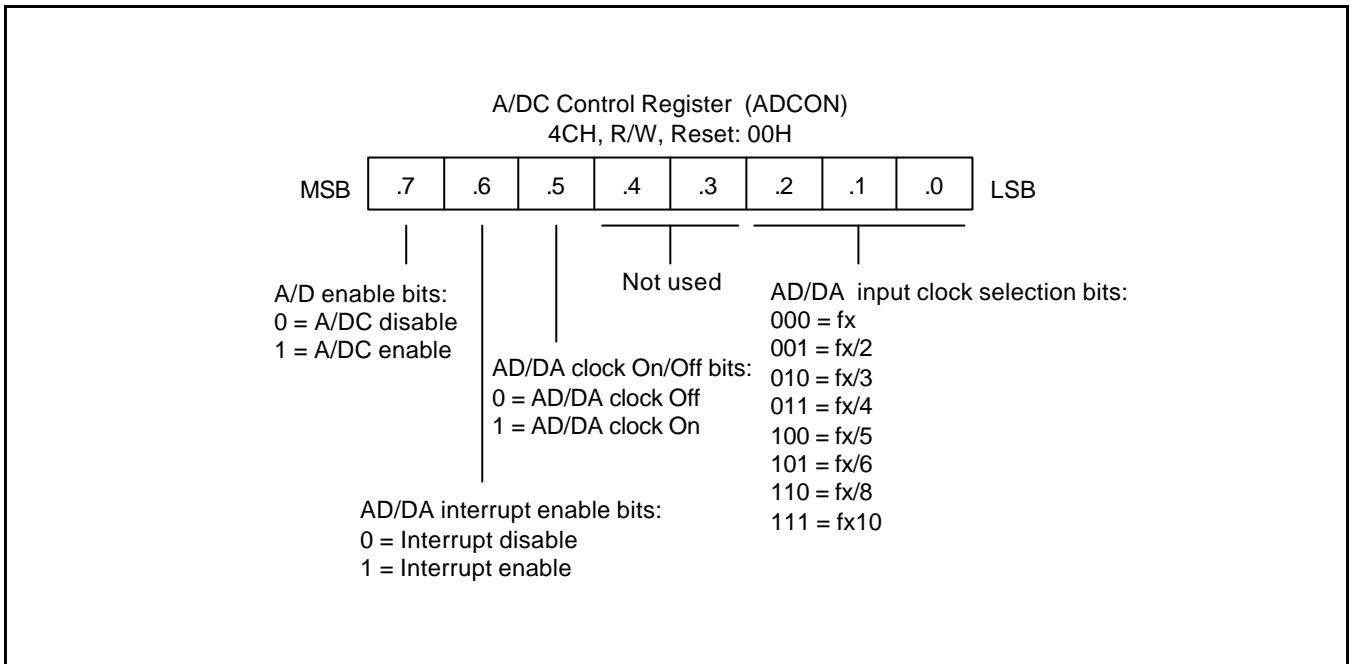 A/DC Control Register (ADCON)
4CH, R/W, Reset: 00H
MSB .7 .6 .5 .4 .3 .2 .1 .0 LSB
A/D enable bits:
0 = A/DC disable
1 = A/DC enable
AD/DA interrupt enable bits:
0 = Interrupt disable
1 = Interrupt enable
AD/DA clock On/Off bits:
0 = AD/DA clock Off
1 = AD/DA clock On
Not used
AD/DA input clock selection bits:
000 = fx
001 = fx/2
010 = fx/3
011 = fx/4
100 = fx/5
101 = fx/6
110 = fx/8
111 = fx10